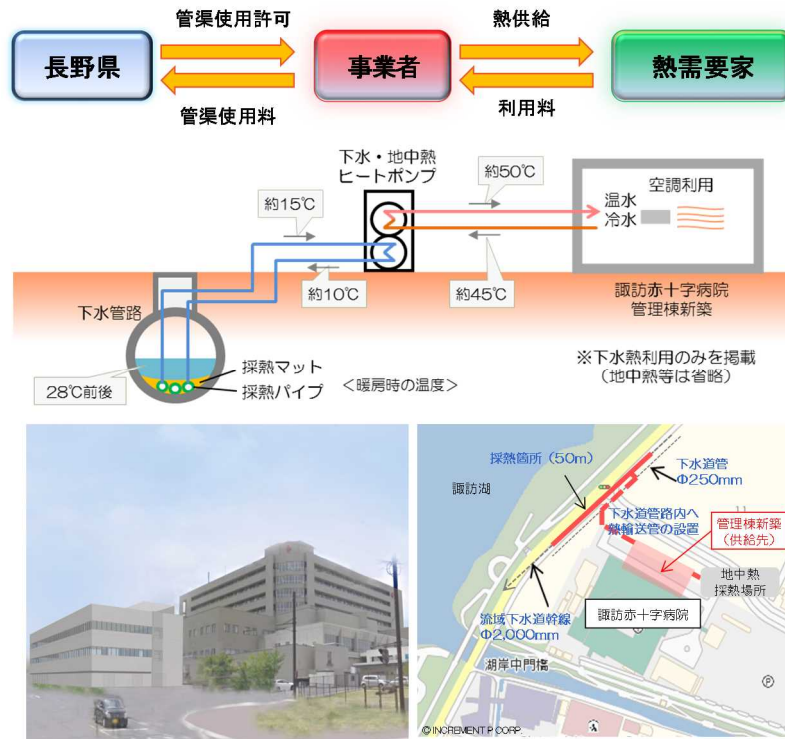 管渠使用許可
熱供給
長野県
事業者
熱需要家
管渠使用料
利用料
下水・地中熱
ヒートポンプ
約50℃
空調利用
約15℃
温水
冷水
約10℃
約45℃
諏訪赤十字病院
管理棟新築
下水管路
採熱マット
採熱パイプ
28℃前後
<暖房時の温度>
※下水熱利用のみを掲載
（地中熱等は省略）
採熱箇所（50m）
下水道管
Φ250mm
諏訪湖
下水道管路内へ
熱輸送管の設置
管理棟新築
（供給先）
地中熱
採熱場所
諏訪赤十字病院
流域下水道幹線
Φ2,000mm
湖岸中門橋
P
© INCREMENT P CORP.